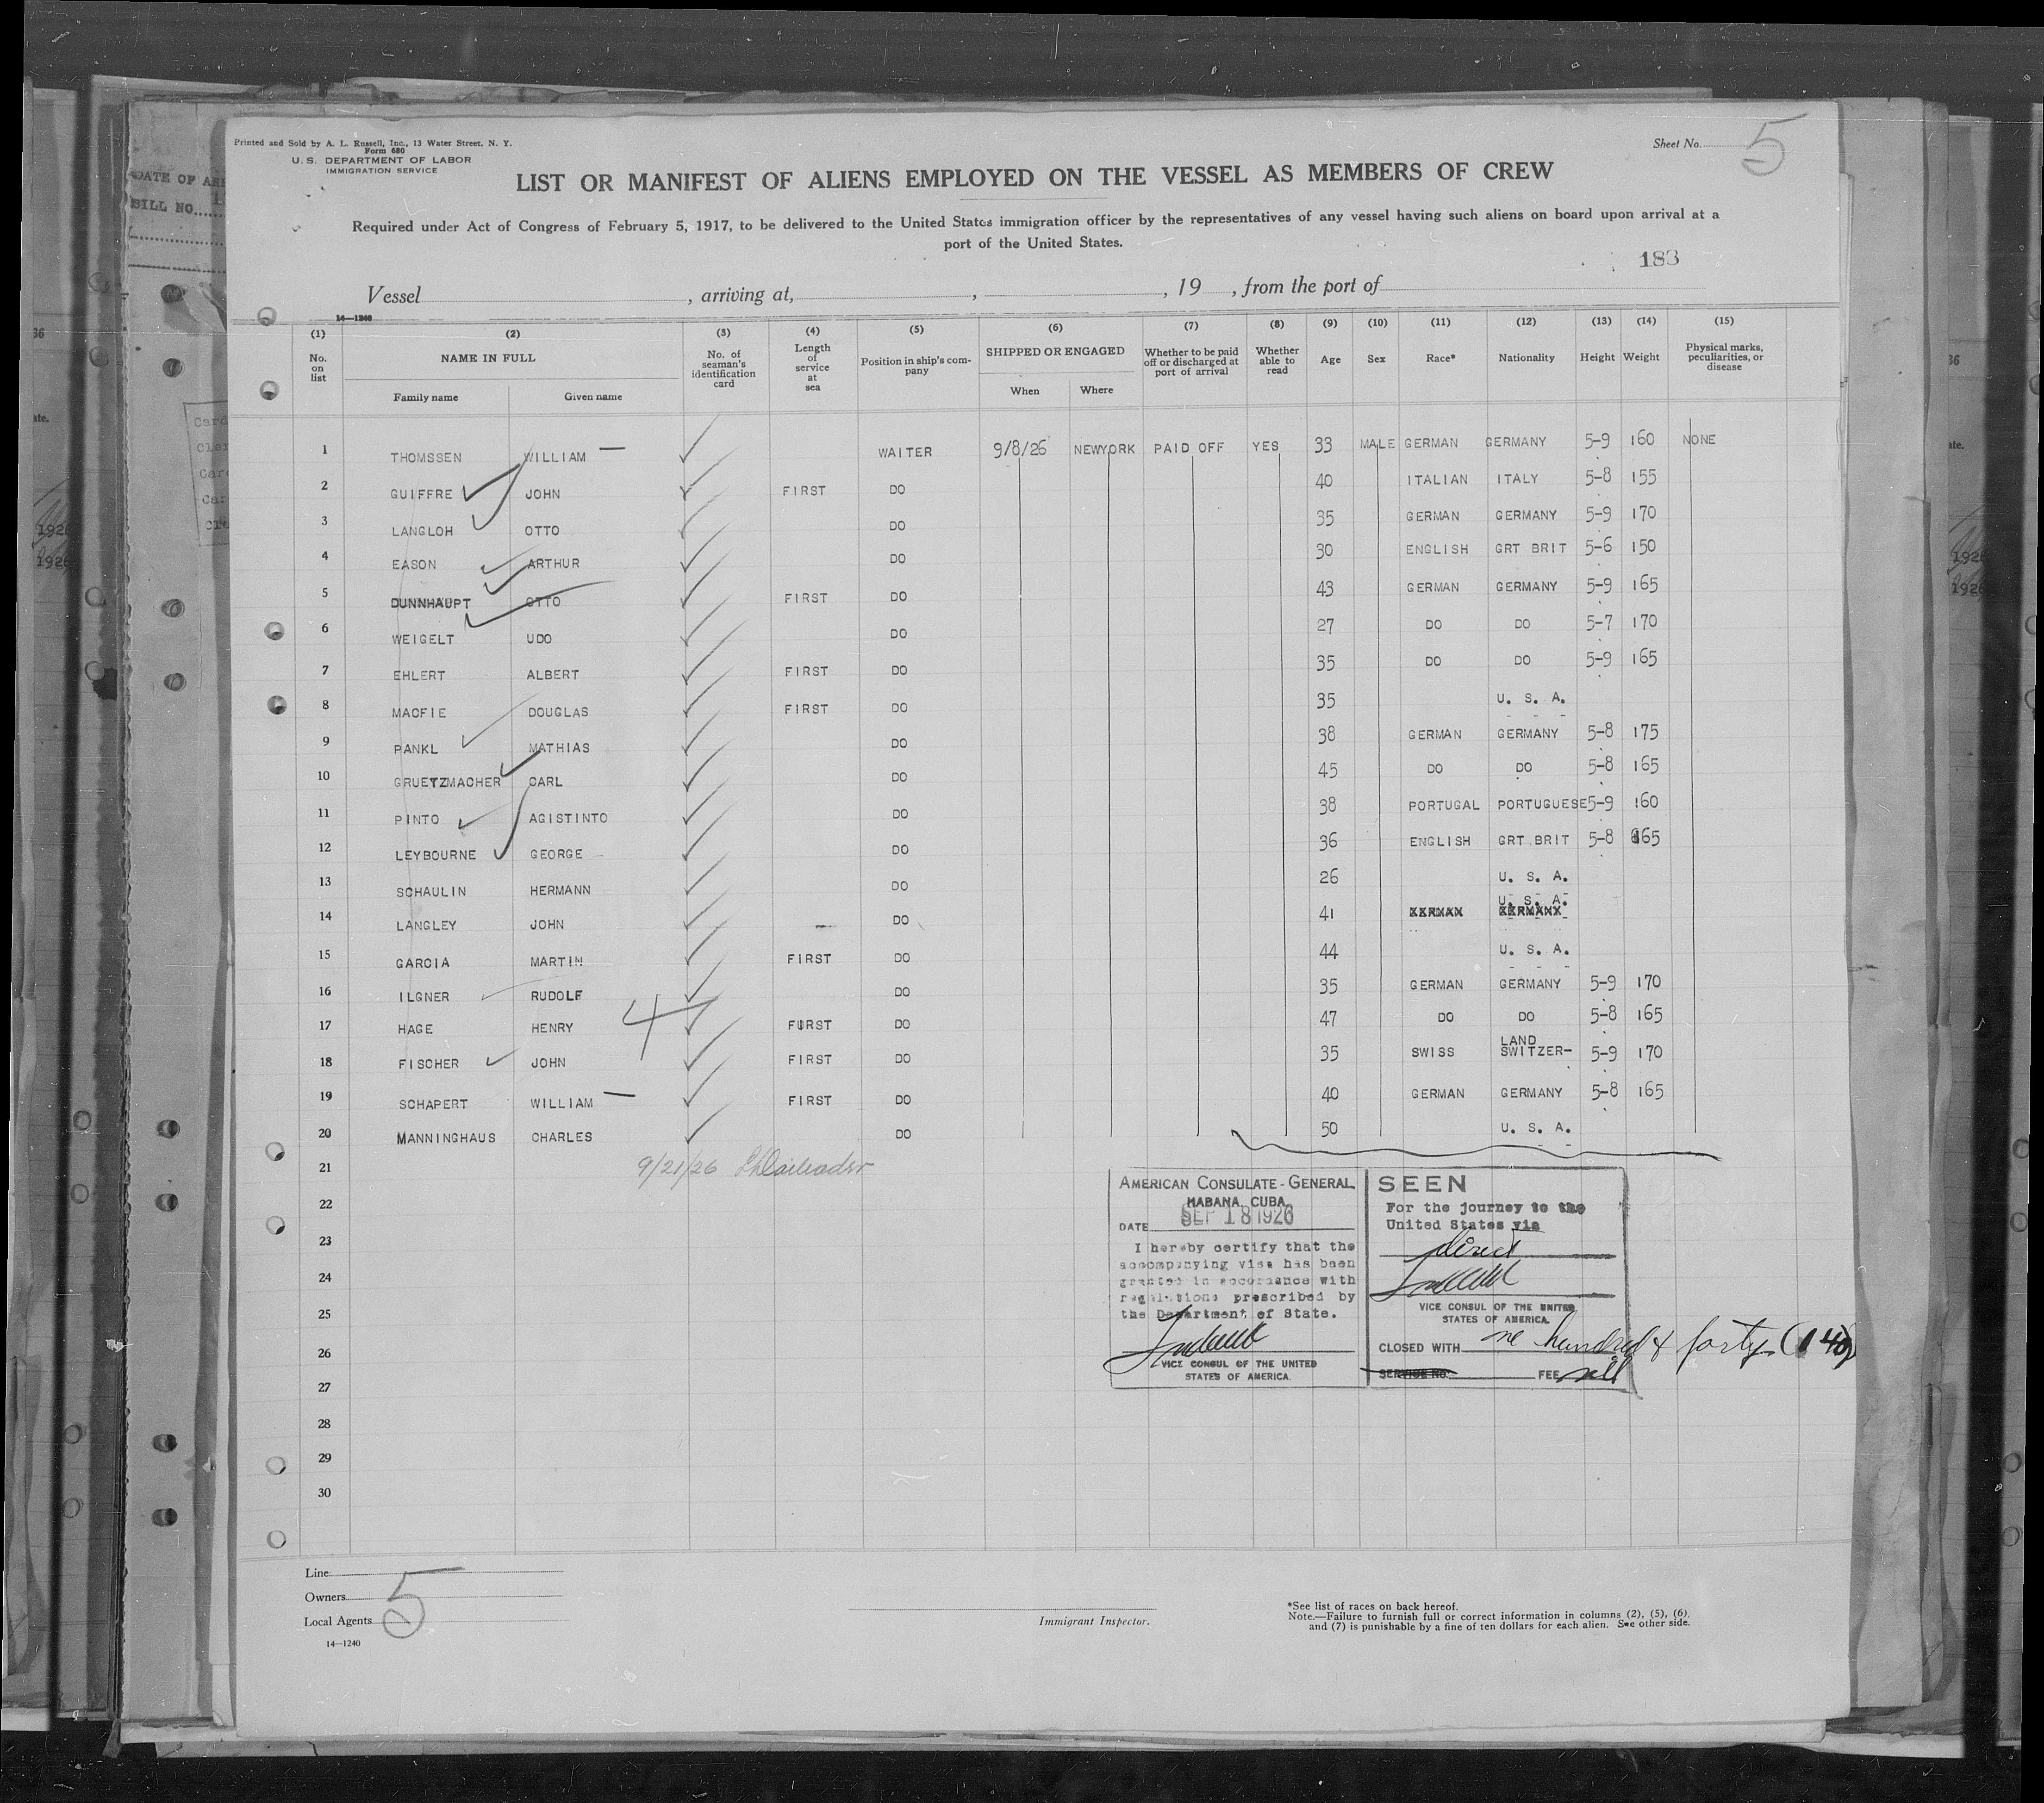 Printed and Sold by A. L. Russell, Inc., 13 Water Street, N. Y.
Form 680
U. S. DEPARTMENT OF LABOR
IMMIGRATION SERVICE
Sheet No. 5
LIST OR MANIFEST OF ALIENS EMPLOYED ON THE VESSEL AS MEMBERS OF CREW
Required under Act of Congress of February 5, 1917, to be delivered to the United States immigration officer by the representatives of any vessel having such aliens on board upon arrival at a
port of the United States.
183
Vessel , arriving at, , , 19 , from the port of
14—1240
(1) (2) (3) (4) (5) (6) (7) (8) (9) (10) (11) (12) (13) (14) (15)
No. on list NAME IN FULL Family name Given name No. of seaman's identification card Length of service at sea Position in ship's com-pany SHIPPED OR ENGAGED When Where Whether to be paid off or discharged at port of arrival Whether able to read Age Sex Race* Nationality Height Weight Physical marks, peculiarities, or disease
1 THOMSSEN WILLIAM — WAITER 9/8/26 NEWYORK PAID OFF YES 33 MALE GERMAN GERMANY 5-9 160 NONE
2 GUIFFRE JOHN FIRST DO 40 ITALIAN ITALY 5-8 155
3 LANGLOH OTTO DO 35 GERMAN GERMANY 5-9 170
4 EASON ARTHUR DO 30 ENGLISH GRT BRIT 5-6 150
5 DUNNHAUPT OTTO FIRST DO 43 GERMAN GERMANY 5-9 165
6 WEIGELT UDO DO 27 DO DO 5-7 170
7 EHLERT ALBERT FIRST DO 35 DO DO 5-9 165
8 MACFIE DOUGLAS FIRST DO 35 U. S. A.
9 PANKL MATHIAS DO 38 GERMAN GERMANY 5-8 175
10 GRUETZMACHER CARL DO 45 DO DO 5-8 165
11 PINTO AGISTINTO DO 38 PORTUGAL PORTUGUESE 5-9 160
12 LEYBOURNE GEORGE DO 36 ENGLISH GRT.BRIT 5-8 165
13 SCHAULIN HERMANN DO 26 U. S. A.
14 LANGLEY JOHN DO 41 U. S. A.
15 GARCIA MARTIN FIRST DO 44 U. S. A.
16 ILGNER RUDOLF DO 35 GERMAN GERMANY 5-9 170
17 HAGE HENRY FURST DO 47 DO DO 5-8 165
4
18 FISCHER JOHN FIRST DO 35 SWISS SWITZER-LAND 5-9 170
19 SCHAPERT WILLIAM — FIRST DO 40 GERMAN GERMANY 5-8 165
20 MANNINGHAUS CHARLES DO 50 U. S. A.
21 9/21/26
22
23
24
25
26
27
28
29
30
AMERICAN CONSULATE-GENERAL
HABANA, CUBA
DATE SEP 18 1926
I hereby certify that the
accompanying visa has been
granted in accordance with
regulations prescribed by
the Department of State.
VICE CONSUL OF THE UNITED
STATES OF AMERICA.
SEEN
For the journey to the
United States via
direct
VICE CONSUL OF THE UNITED
STATES OF AMERICA.
CLOSED WITH one hundred & forty (140)
SERVICE NO. FEE nil
Line
Owners
Local Agents
5
14—1240
Immigrant Inspector.
*See list of races on back hereof.
Note.—Failure to furnish full or correct information in columns (2), (5), (6),
and (7) is punishable by a fine of ten dollars for each alien. See other side.
DATE OF
BILL NO.
1926
1926